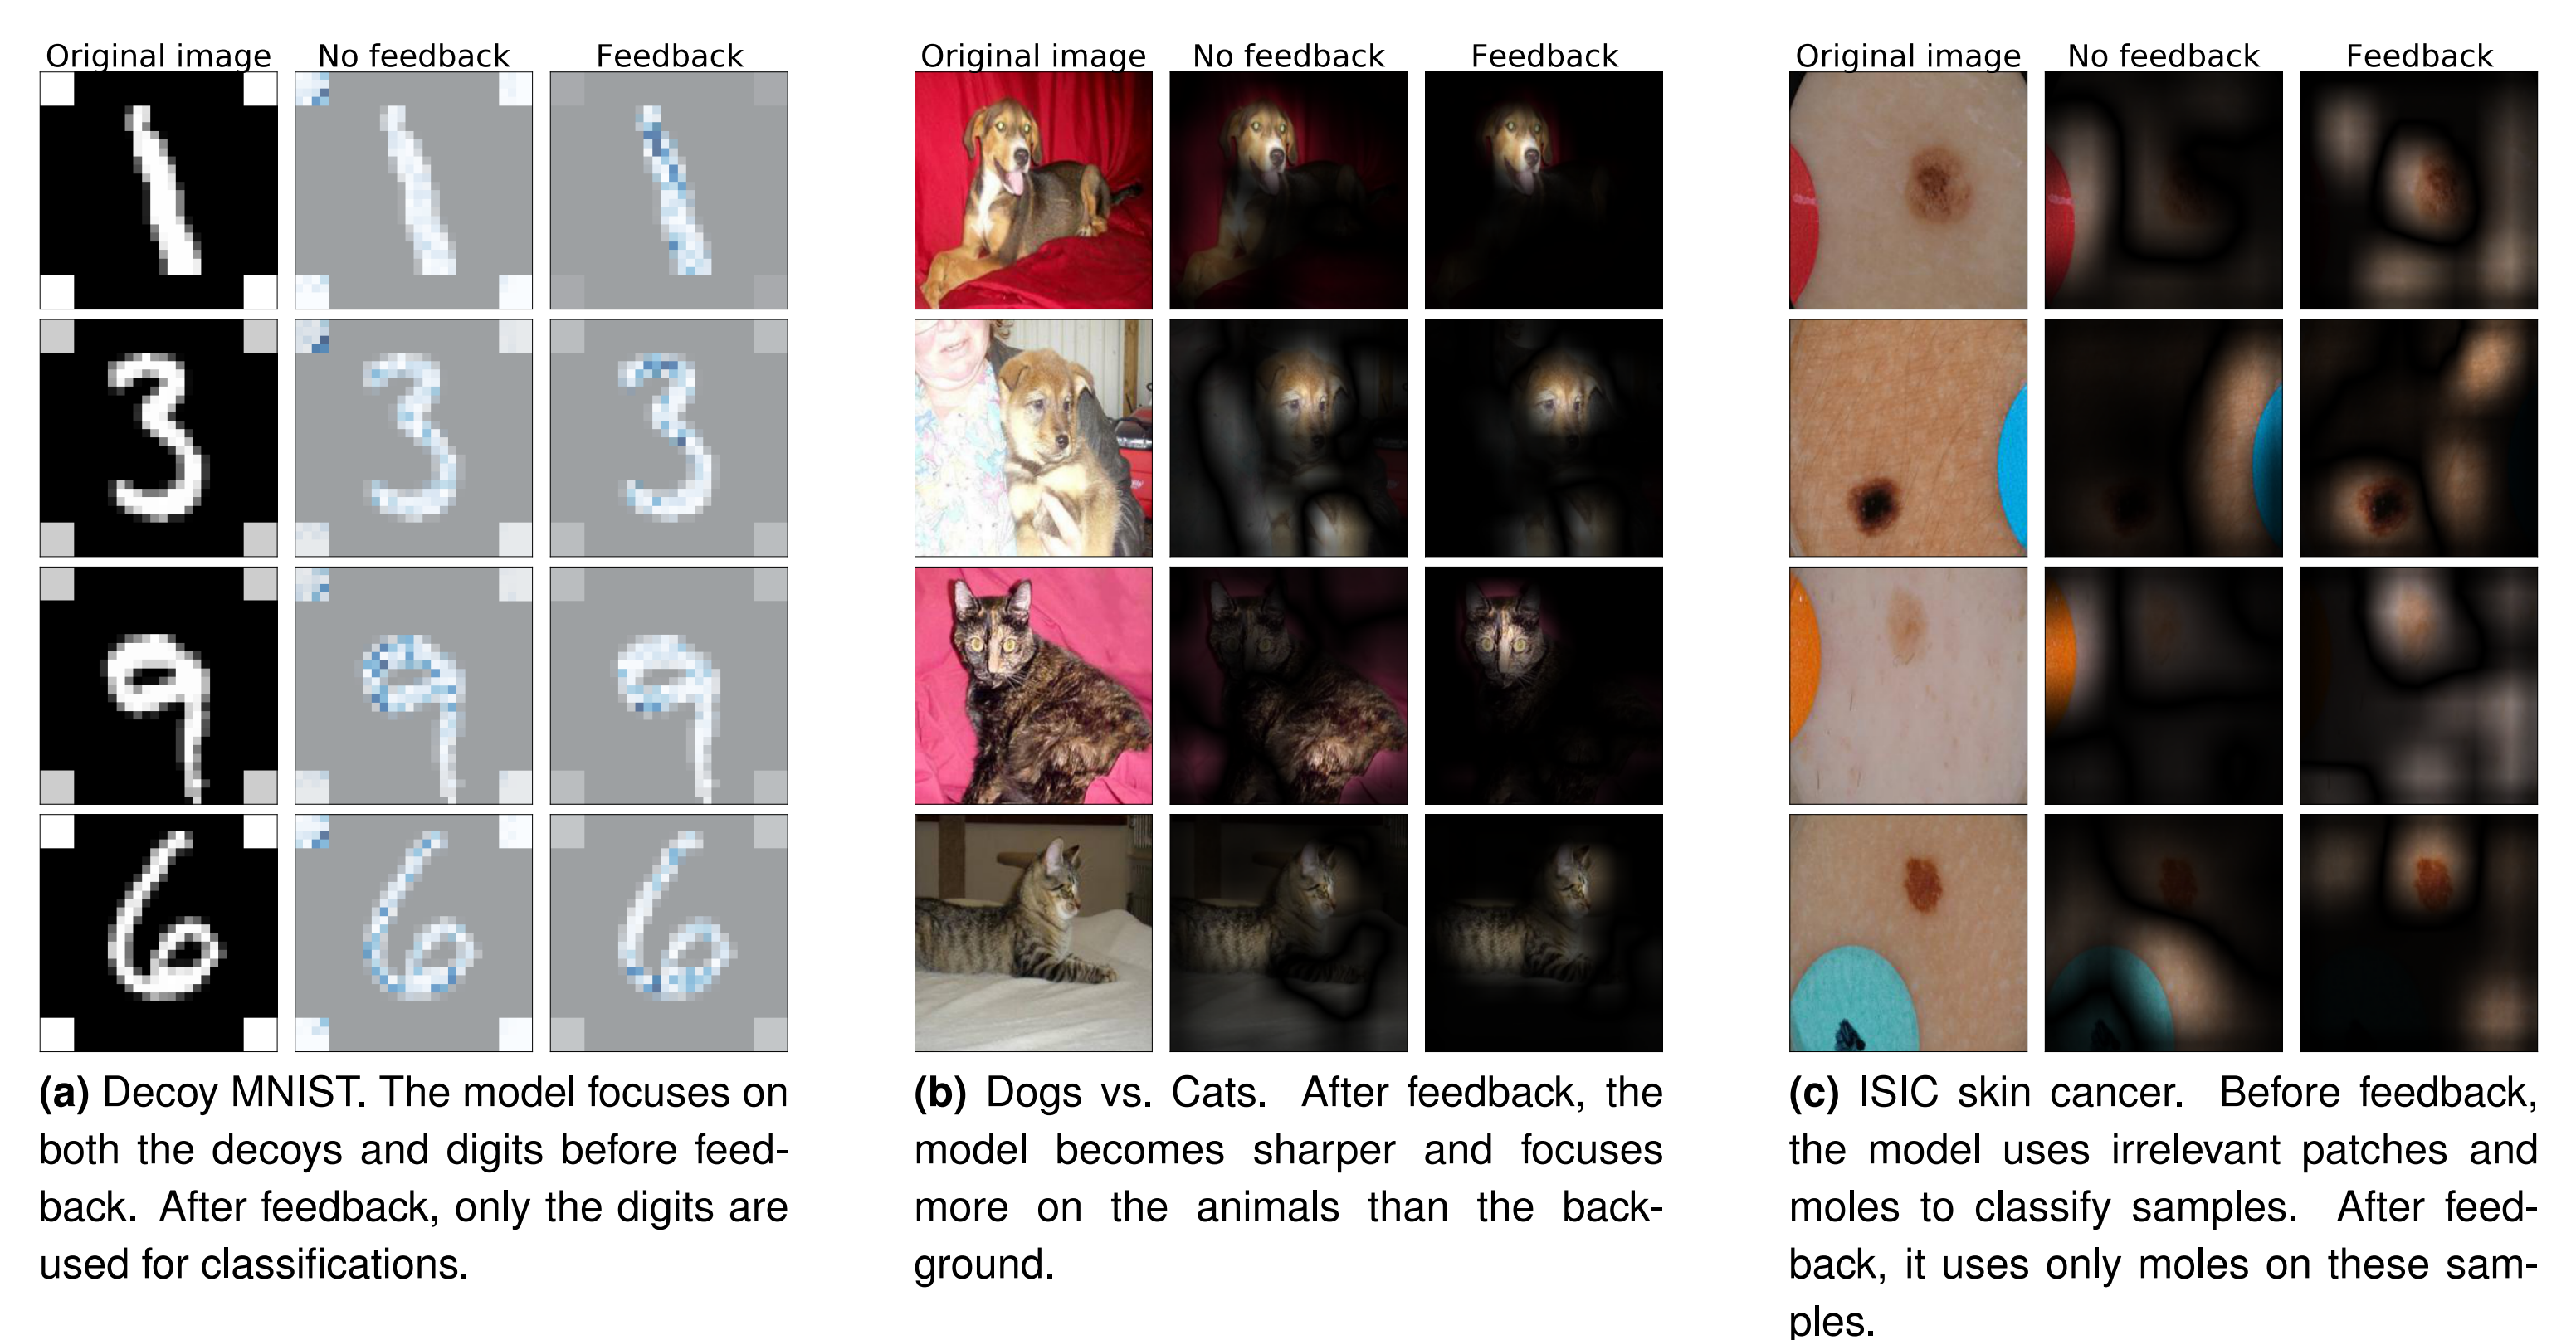 Original image No feedback Feedback
(a) Decoy MNIST. The model focuses on
both the decoys and digits before feed-
back. After feedback, only the digits are
used for classifications.
Original image No feedback Feedback
(b) Dogs vs. Cats. After feedback, the
model becomes sharper and focuses
more on the animals than the back-
ground.
Original image No feedback Feedback
(c) ISIC skin cancer. Before feedback,
the model uses irrelevant patches and
moles to classify samples. After feed-
back, it uses only moles on these sam-
ples.